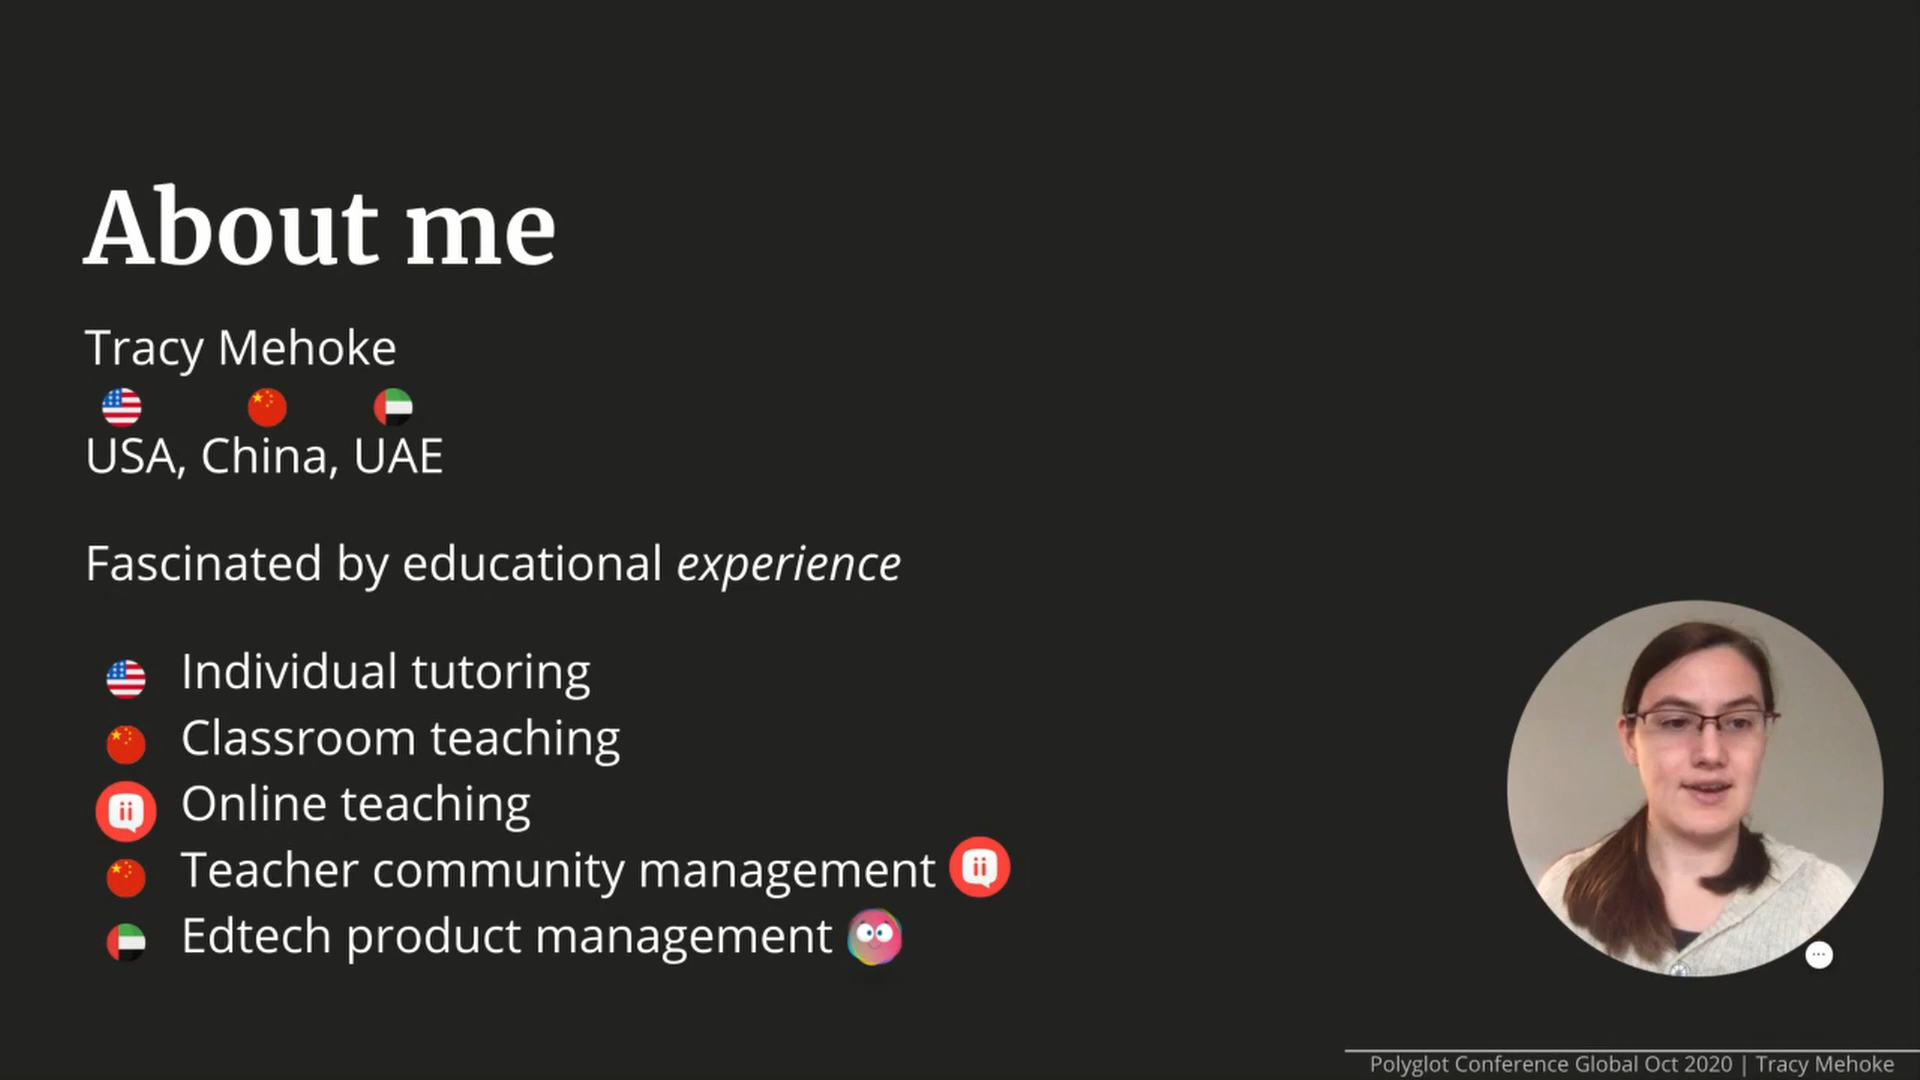 About me
Tracy Mehoke
USA, China, UAE
Fascinated by educational experience
Individual tutoring
Classroom teaching
Online teaching
Teacher community management
Edtech product management
Polyglot Conference Global Oct 2020 | Tracy Mehoke